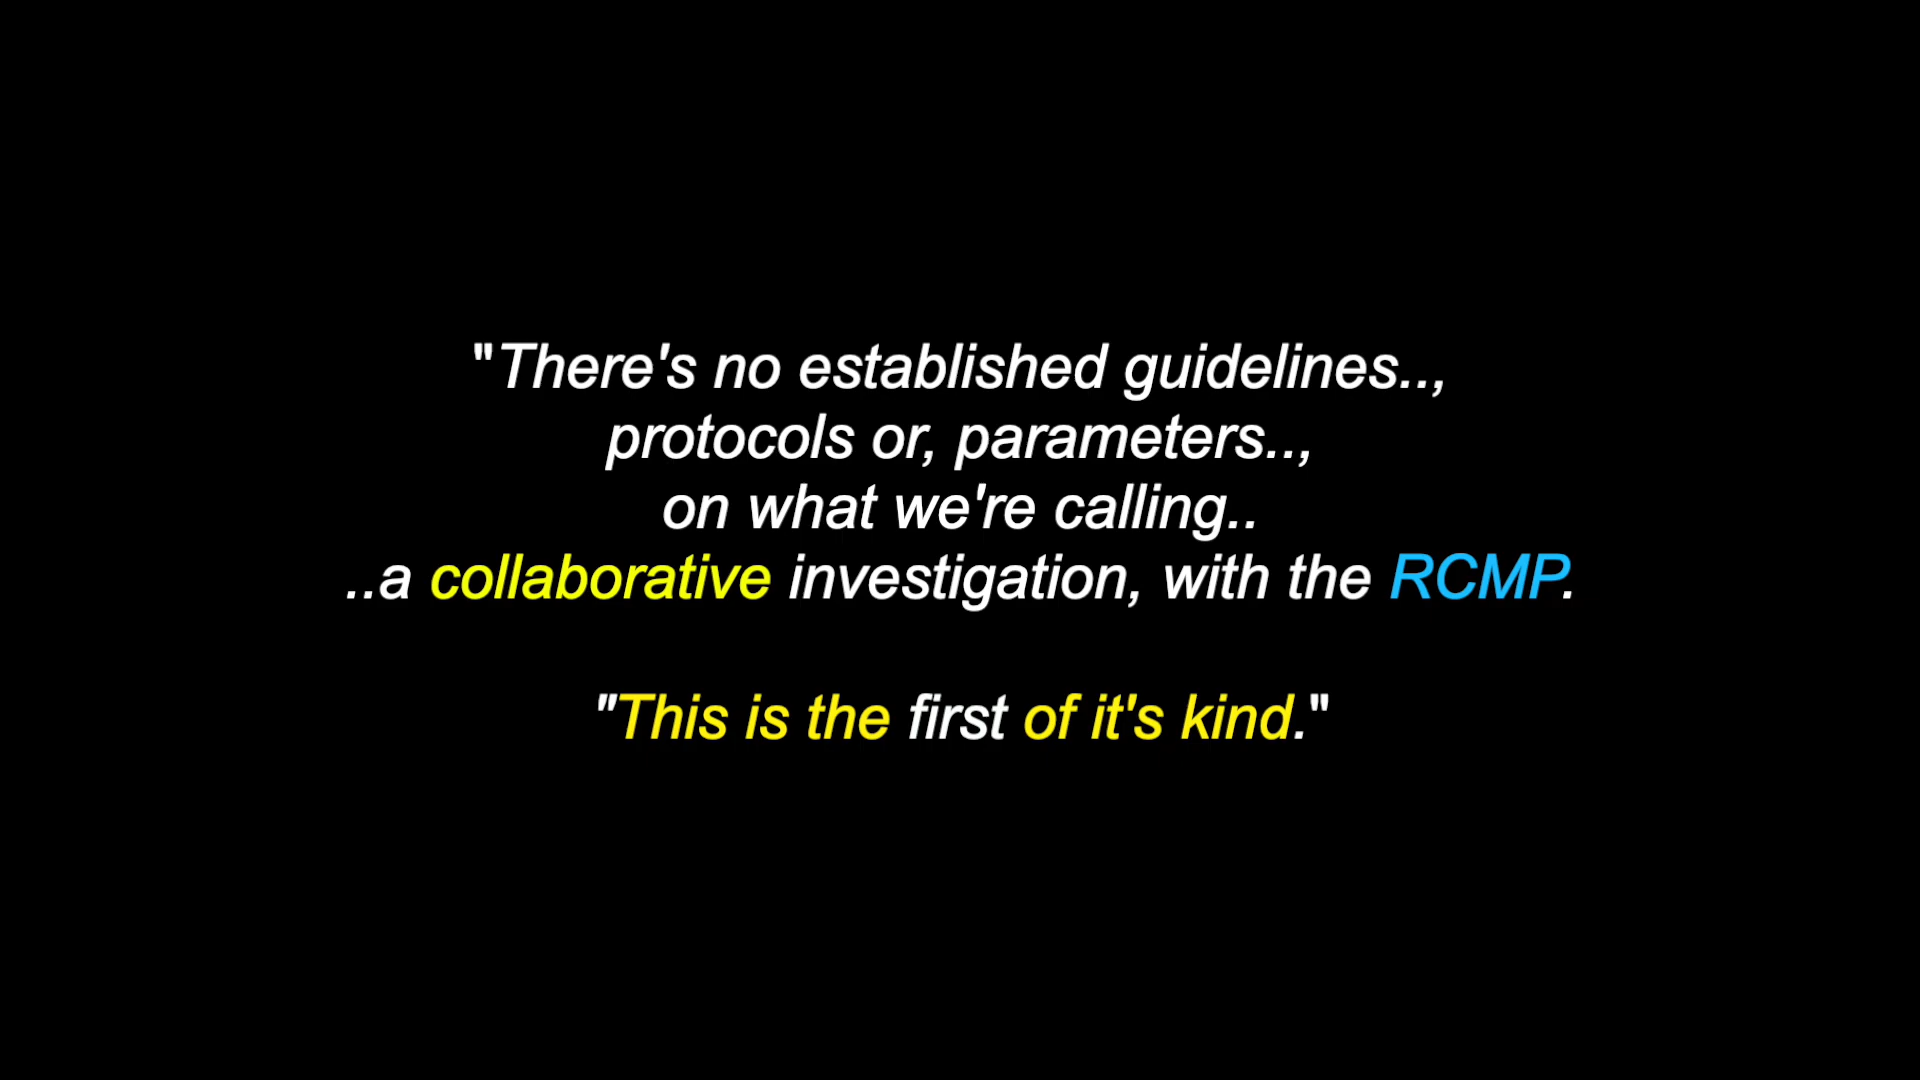 "There's no established guidelines..,
protocols or, parameters..,
on what we're calling..
..a collaborative investigation, with the RCMP.
"This is the first of it's kind."